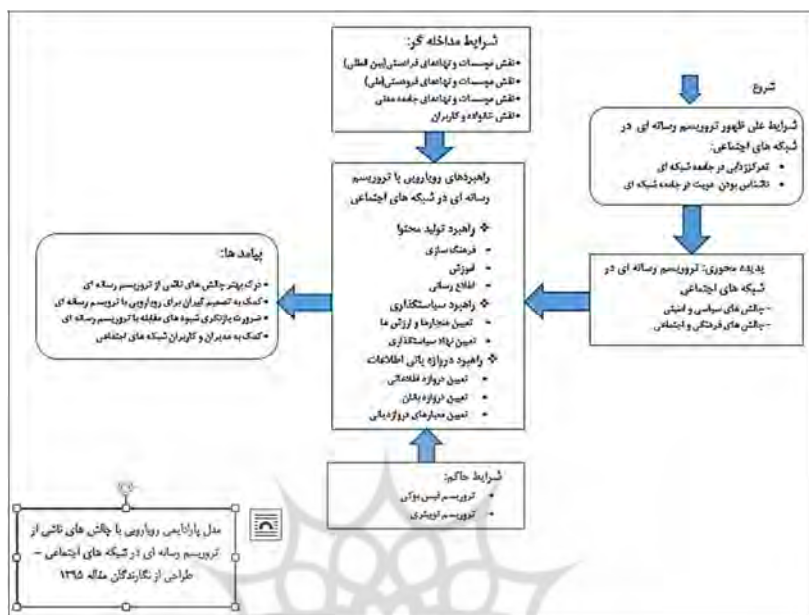 شروع
شرایط علی ظهور تروریسم رسانه ای در
شبکه های اجتماعی:
تمرکززدایی در جامعه شبکه ای
ناشناس بودن هویت در جامعه شبکه ای
پدیده محوری: تروریسم رسانه ای در
شبکه های اجتماعی
–چالش های سیاسی و امنیتی
–چالش های فرهنگی و اجتماعی
شرایط مداخله گر:
نقش موسسات و نهادهای فرادستی(بین المللی)
نقش موسسات و نهادهای فرودستی(ملی)
نقش موسسات و نهادهای جامعه مدنی
نقش خانواده و کاربران
راهبردهای رویارویی با تروریسم
رسانه ای در شبکه های اجتماعی
❖ راهبرد تولید محتوا
فرهنگ سازی
آموزش
اطلاع رسانی
❖ راهبرد سیاستگذاری
تعیین هنجارها و ارزش ها
تعیین نهاد سیاستگذاری
❖ راهبرد دروازه بانی اطلاعات
تعیین دروازه اطلاعاتی
تعیین دروازه بانان
تعیین معیارهای دروازه بانی
شرایط حاکم:
تروریسم فیس بوکی
تروریسم توییتری
پیامد ها:
درک بهتر چالش های ناشی از تروریسم رسانه ای
کمک به تصمیم گیران برای رویارویی با تروریسم رسانه ای
ضرورت بازنگری شیوه های مقابله با تروریسم رسانه ای
کمک به مدیران و کاربران شبکه های اجتماعی
مدل پارادایمی رویارویی با چالش های ناشی از
تروریسم رسانه ای در شبکه های اجتماعی –
طراحی از نگارندگان مقاله ۱۳۹۵